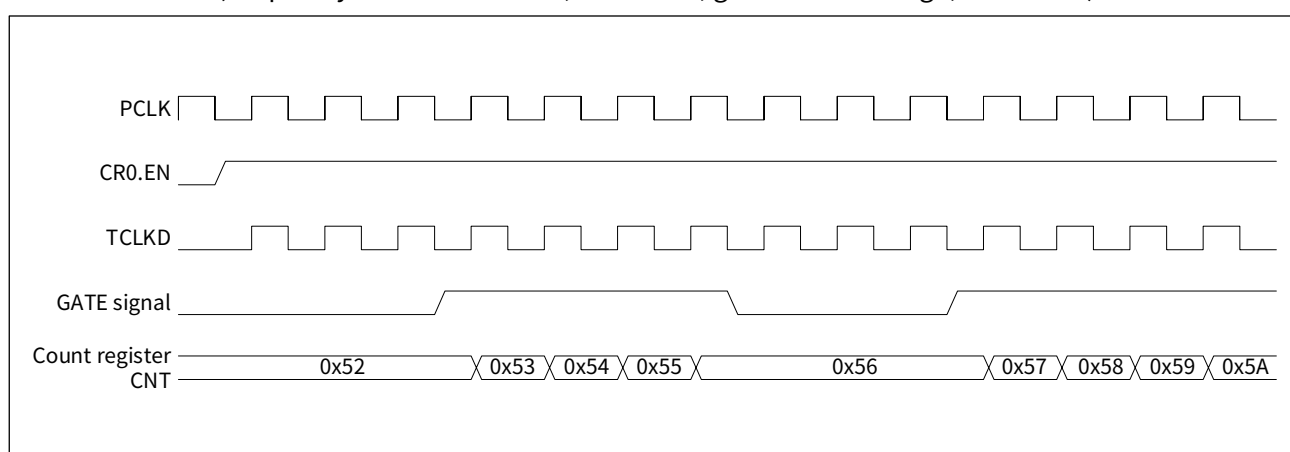 PCLK
CR0.EN
TCLKD
GATE signal
Count register
CNT
0x52 0x53 0x54 0x55 0x56 0x57 0x58 0x59 0x5A